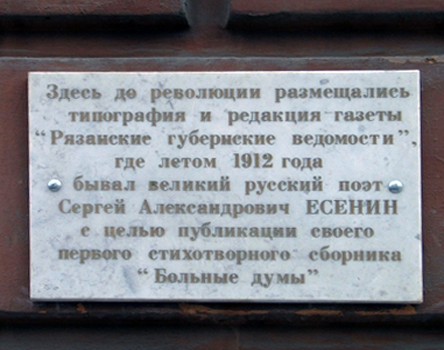 Здесь до революции размещались
типография и редакция газеты
“Рязанские губернские ведомости”,
где летом 1912 года
бывал великий русский поэт
Сергей Александрович ЕСЕНИН
с целью публикации своего
первого стихотворного сборника
“Больные думы”